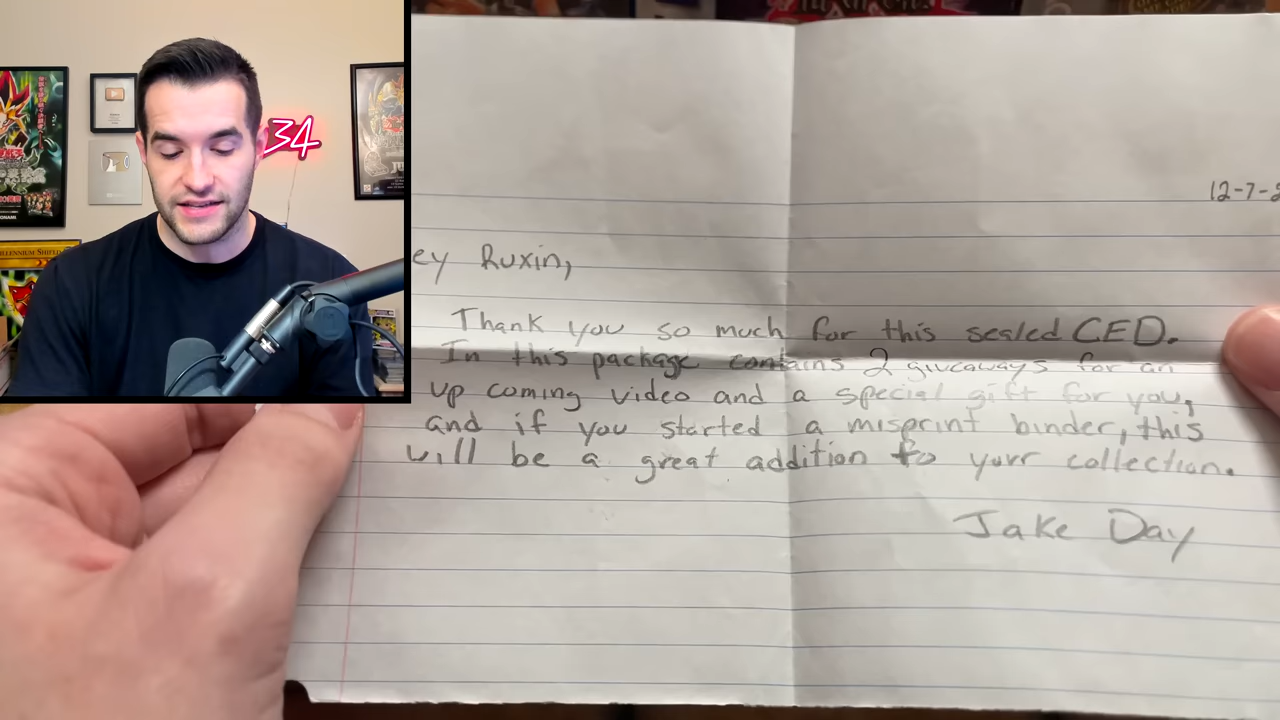 34
MILLENNIUM SHIELD
12-7-2
ey Ruxin,
Thank you so much for this sealed CED.
In this package contains 2 giveaways for an
up coming video and a special gift for you,
and if you started a misprint binder, this
will be a great addition to your collection.
Jake Day